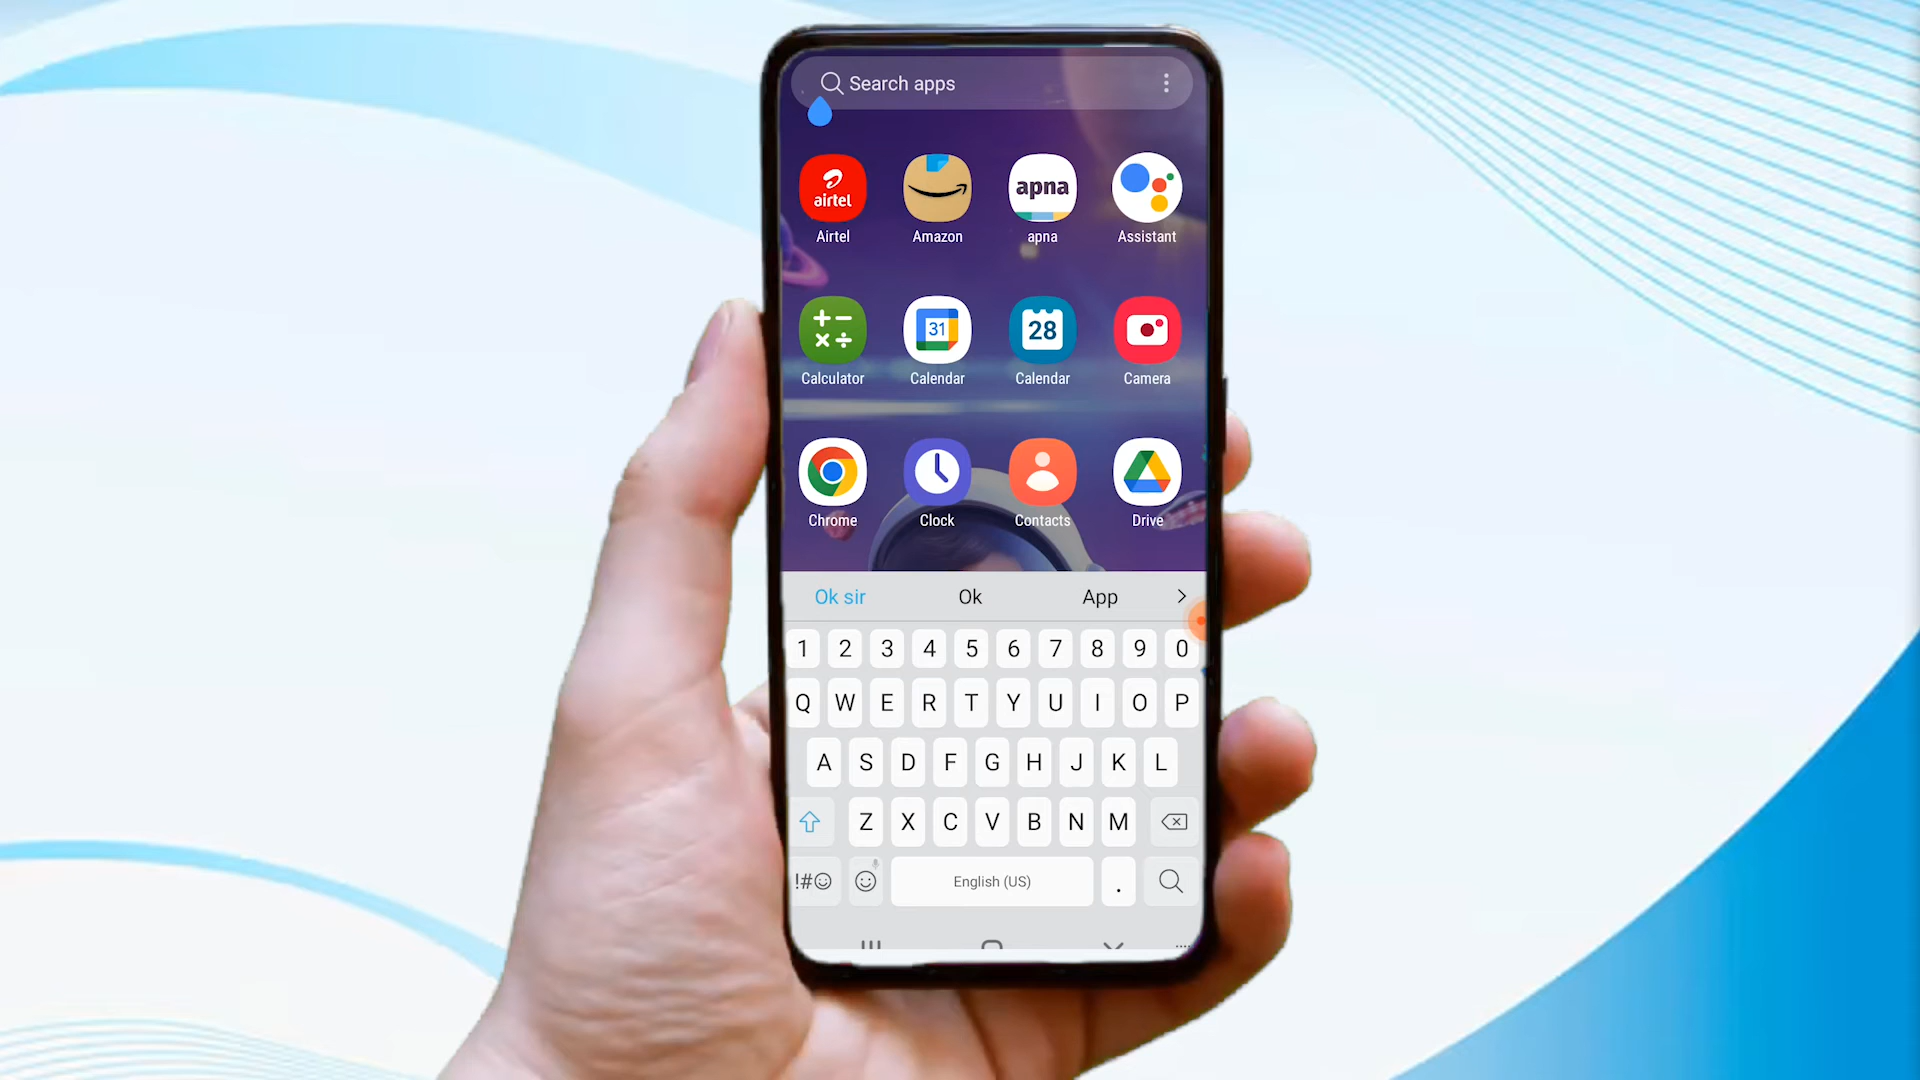 Search apps
airtel apna
Airtel Amazon apna Assistant
31 28
Calculator Calendar Calendar Camera
Chrome Clock Contacts Drive
Ok sir Ok App
1 2 3 4 5 6 7 8 9 0
Q W E R T Y U I O P
A S D F G H J K L
Z X C V B N M
!#☺ English (US) .